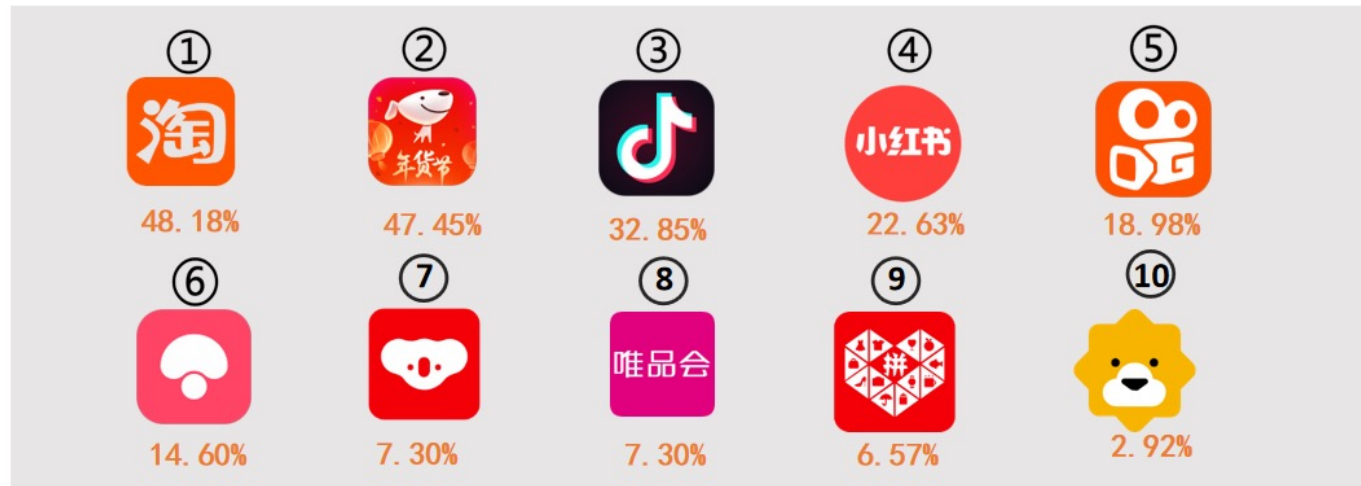 ① ② ③ ④ ⑤
淘
年货节
小红书
48.18% 47.45% 32.85% 22.63% 18.98%
⑥ ⑦ ⑧ ⑨ ⑩
唯品会
拼
14.60% 7.30% 7.30% 6.57% 2.92%